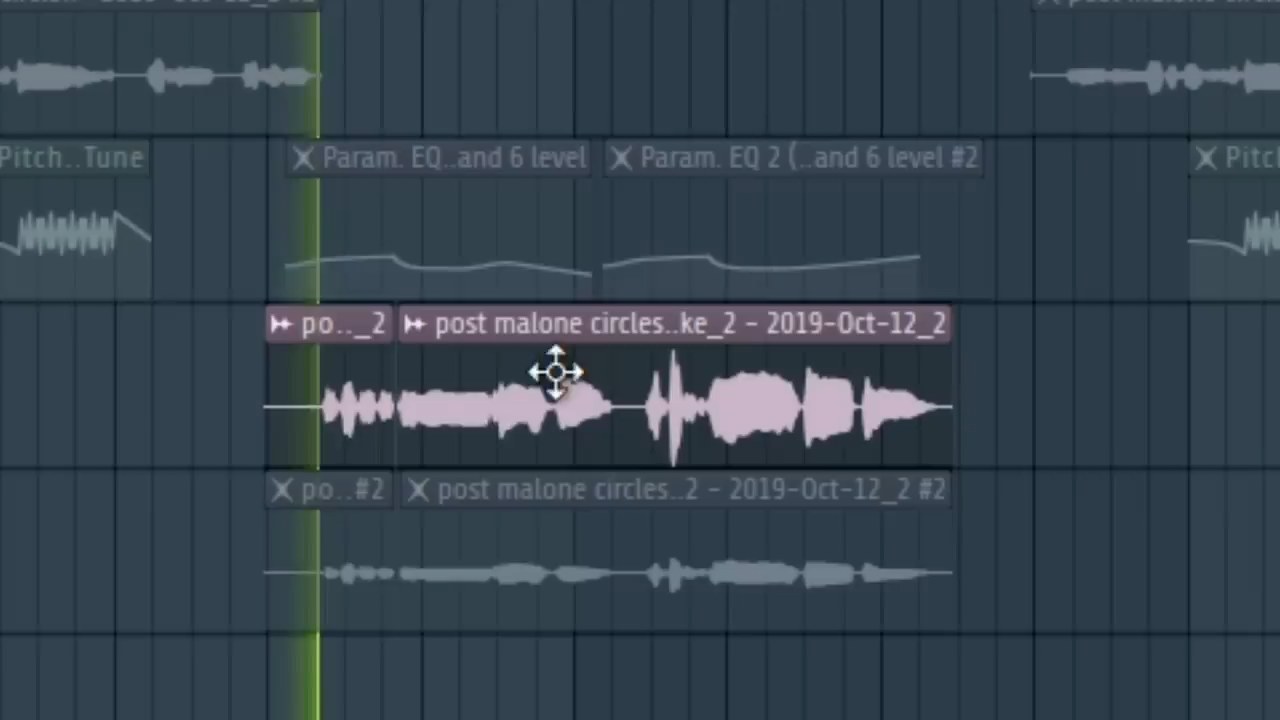 Pitch..Tune
Param. EQ..and 6 level
Param. EQ 2 (..and 6 level #2
po.._2
post malone circles..ke_2 - 2019-Oct-12_2
po..#2
post malone circles..2 - 2019-Oct-12_2 #2